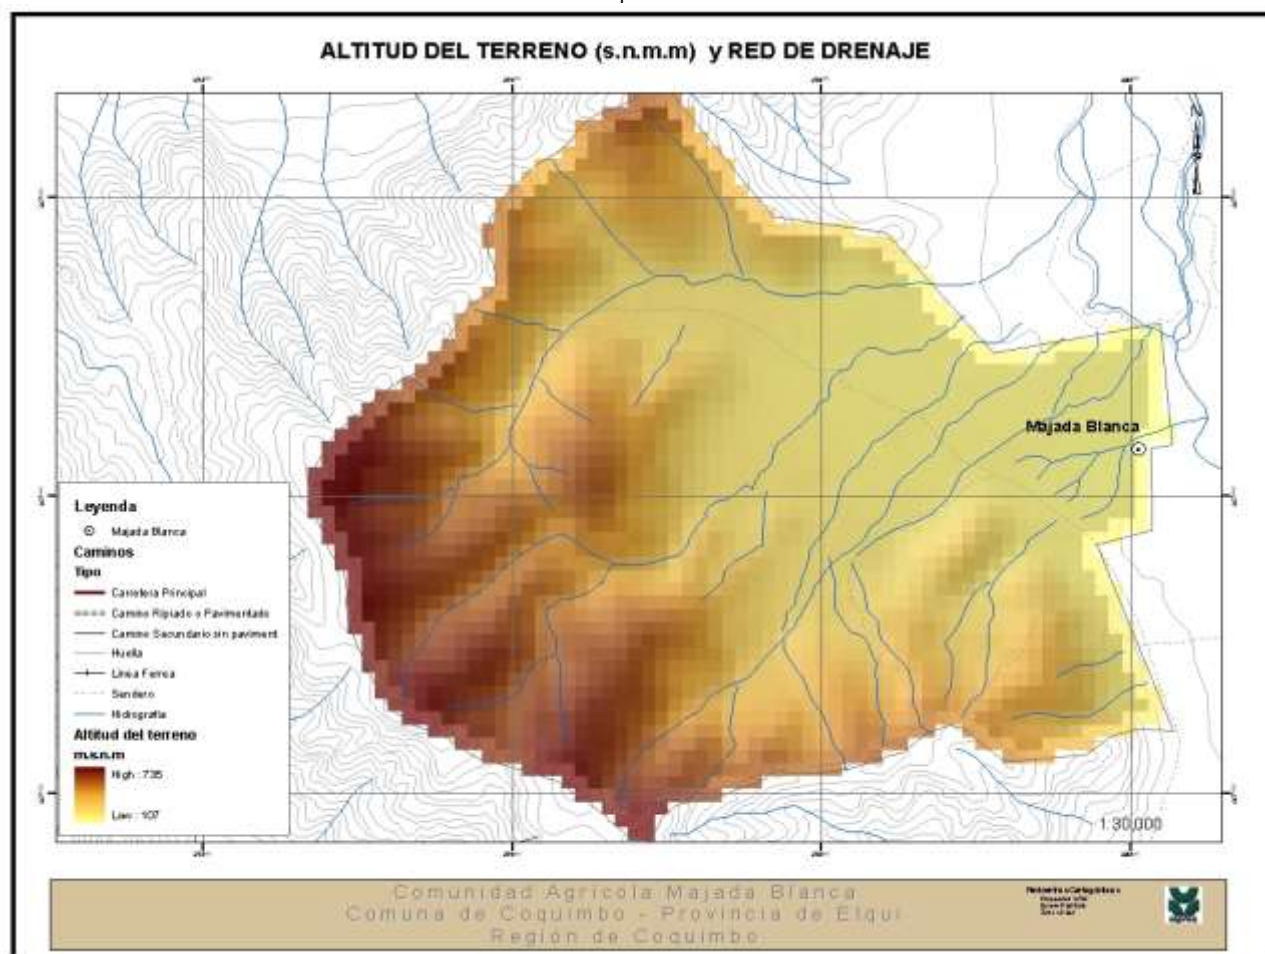 ALTITUD DEL TERRENO (s.n.m.m) y RED DE DRENAJE
Majada Blanca
Leyenda
Majada Blanca
Caminos
Tipo
Carretera Principal
Camino Ripiado o Pavimentado
Camino Secundario sin paviment
Huella
Linea Ferrea
Sendero
Hidrografia
Altitud del terreno
m.s.n.m
High : 735
Low : 107
1:30,000
Comunidad Agrícola Majada Blanca
Comuna de Coquimbo - Provincia de Elqui
Región de Coquimbo